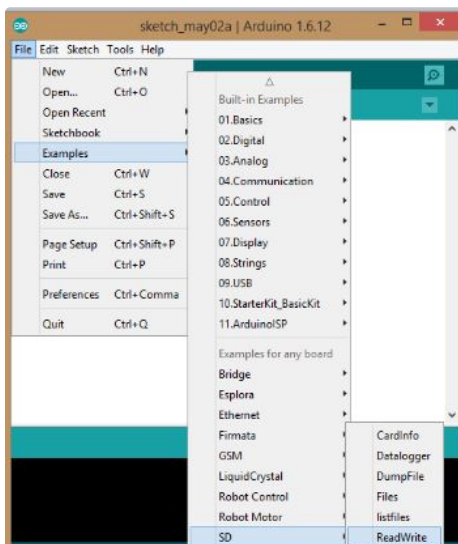 sketch_may02a | Arduino 1.6.12
File Edit Sketch Tools Help
New Ctrl+N
Open... Ctrl+O
Open Recent
Sketchbook
Examples
Close Ctrl+W
Save Ctrl+S
Save As... Ctrl+Shift+S
Page Setup Ctrl+Shift+P
Print Ctrl+P
Preferences Ctrl+Comma
Quit Ctrl+Q
Built-in Examples
01.Basics
02.Digital
03.Analog
04.Communication
05.Control
06.Sensors
07.Display
08.Strings
09.USB
10.StarterKit_BasicKit
11.ArduinoISP
Examples for any board
Bridge
Esplora
Ethernet
Firmata
GSM
LiquidCrystal
Robot Control
Robot Motor
SD
CardInfo
Datalogger
DumpFile
Files
listfiles
ReadWrite